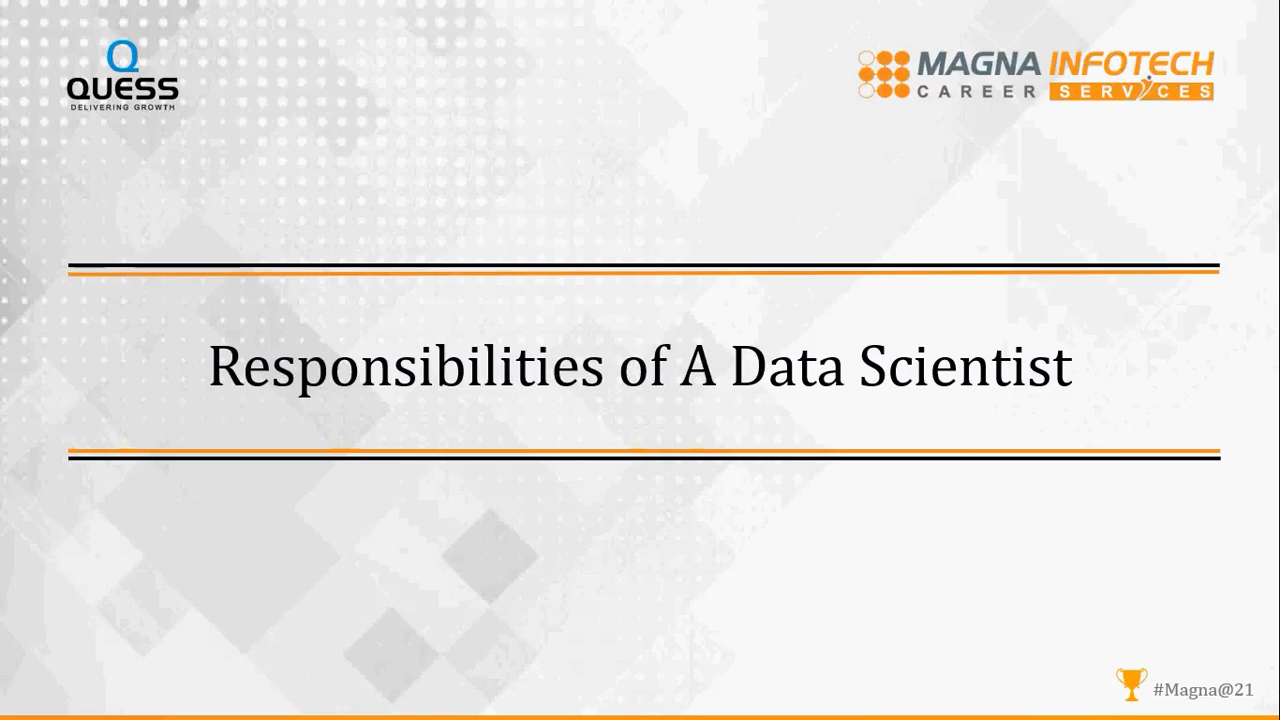 Q
QUESS
DELIVERING GROWTH
MAGNA INFOTECH
CAREER SERVICES
Responsibilities of A Data Scientist
#Magna@21